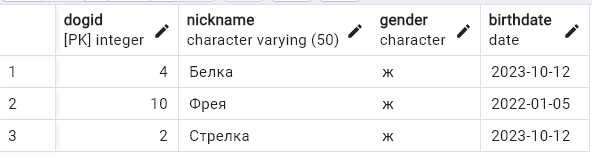 dogid nickname gender birthdate
[PK] integer character varying (50) character date
1 4 Белка ж 2023-10-12
2 10 Фрея ж 2022-01-05
3 2 Стрелка ж 2023-10-12